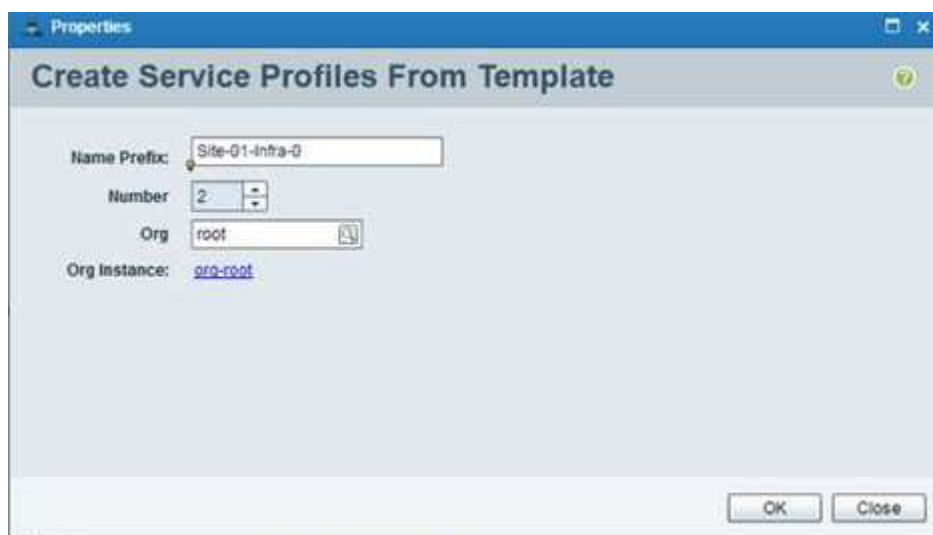 Properties
Create Service Profiles From Template
Name Prefix: Site-01-Infra-0
Number 2
Org root
Org Instance: org-root
OK Close